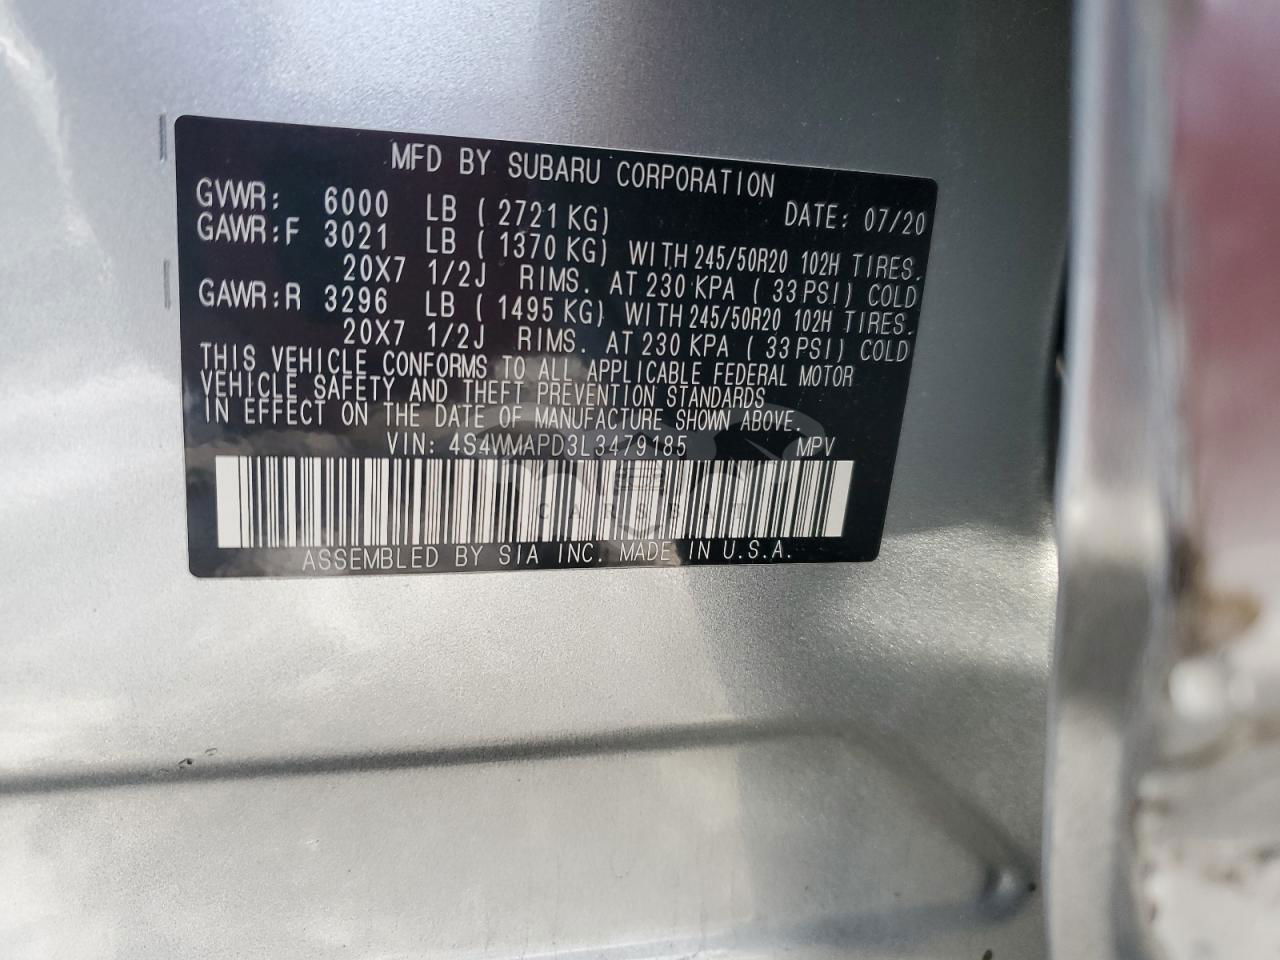 MFD BY SUBARU CORPORATION
GVWR: 6000 LB ( 2721 KG) DATE: 07/20
GAWR:F 3021 LB ( 1370 KG) WITH 245/50R20 102H TIRES.
20X7 1/2J RIMS. AT 230 KPA ( 33 PSI) COLD
GAWR:R 3296 LB ( 1495 KG) WITH 245/50R20 102H TIRES.
20X7 1/2J RIMS. AT 230 KPA ( 33 PSI) COLD
THIS VEHICLE CONFORMS TO ALL APPLICABLE FEDERAL MOTOR
VEHICLE SAFETY AND THEFT PREVENTION STANDARDS
IN EFFECT ON THE DATE OF MANUFACTURE SHOWN ABOVE.
VIN: 4S4WMAPD3L3479185 MPV
ASSEMBLED BY SIA INC. MADE IN U.S.A.